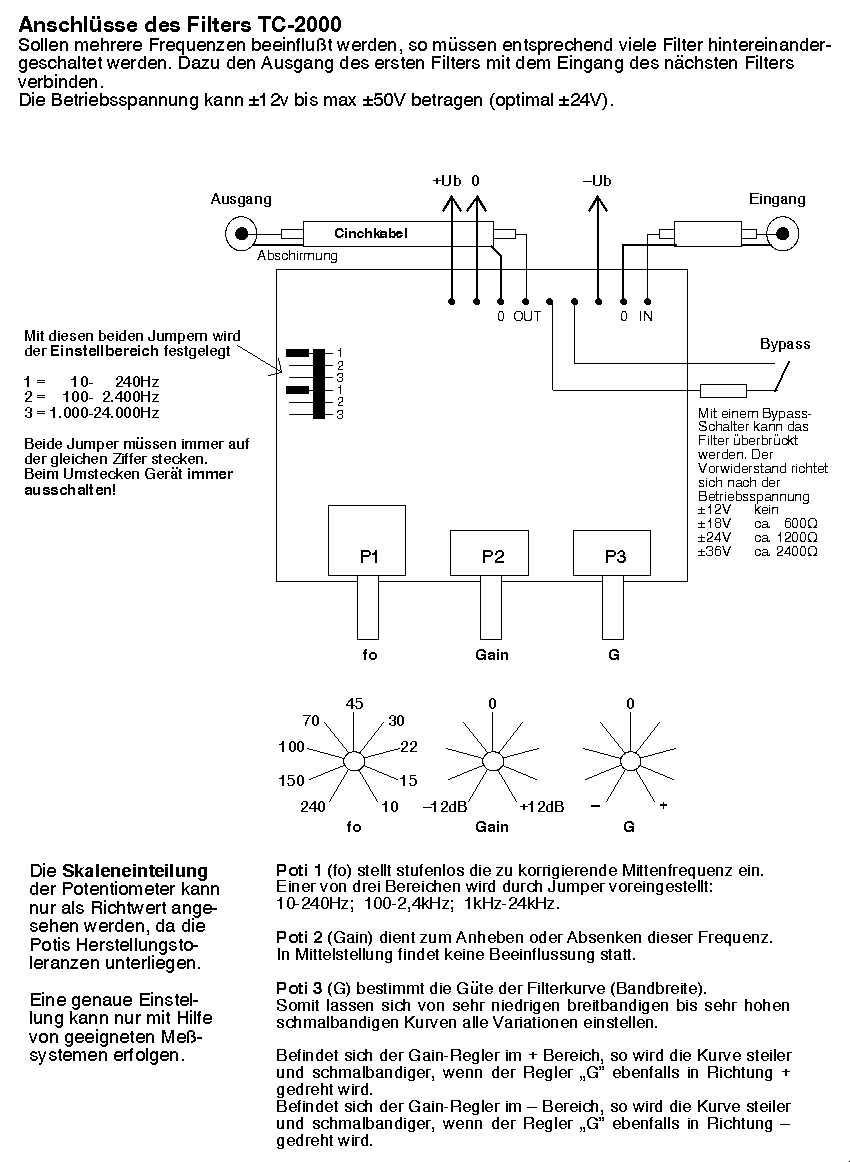 Anschlüsse des Filters TC-2000
Sollen mehrere Frequenzen beeinflußt werden, so müssen entsprechend viele Filter hintereinander-
geschaltet werden. Dazu den Ausgang des ersten Filters mit dem Eingang des nächsten Filters
verbinden.
Die Betriebsspannung kann ±12v bis max ±50V betragen (optimal ±24V).
+Ub 0 –Ub
Ausgang Eingang
Cinchkabel
Abschirmung
0 OUT 0 IN
Mit diesen beiden Jumpern wird
der Einstellbereich festgelegt
1 = 10- 240Hz
2 = 100- 2.400Hz
3 = 1.000-24.000Hz
Beide Jumper müssen immer auf
der gleichen Ziffer stecken.
Beim Umstecken Gerät immer
ausschalten!
1
2
3
1
2
3
Bypass
Mit einem Bypass-
Schalter kann das
Filter überbrückt
werden. Der
Vorwiderstand richtet
sich nach der
Betriebsspannung
±12V kein
±18V ca. 600Ω
±24V ca. 1200Ω
±36V ca. 2400Ω
P1 P2 P3
fo Gain G
45
70 30
100 22
150 15
240 10
fo
0
–12dB +12dB
Gain
0
– +
G
Die Skaleneinteilung
der Potentiometer kann
nur als Richtwert ange-
sehen werden, da die
Potis Herstellungsto-
leranzen unterliegen.
Eine genaue Einstel-
lung kann nur mit Hilfe
von geeigneten Meß-
systemen erfolgen.
Poti 1 (fo) stellt stufenlos die zu korrigierende Mittenfrequenz ein.
Einer von drei Bereichen wird durch Jumper voreingestellt:
10-240Hz; 100-2,4kHz; 1kHz-24kHz.
Poti 2 (Gain) dient zum Anheben oder Absenken dieser Frequenz.
In Mittelstellung findet keine Beeinflussung statt.
Poti 3 (G) bestimmt die Güte der Filterkurve (Bandbreite).
Somit lassen sich von sehr niedrigen breitbandigen bis sehr hohen
schmalbandigen Kurven alle Variationen einstellen.
Befindet sich der Gain-Regler im + Bereich, so wird die Kurve steiler
und schmalbandiger, wenn der Regler „G” ebenfalls in Richtung +
gedreht wird.
Befindet sich der Gain-Regler im – Bereich, so wird die Kurve steiler
und schmalbandiger, wenn der Regler „G” ebenfalls in Richtung –
gedreht wird.